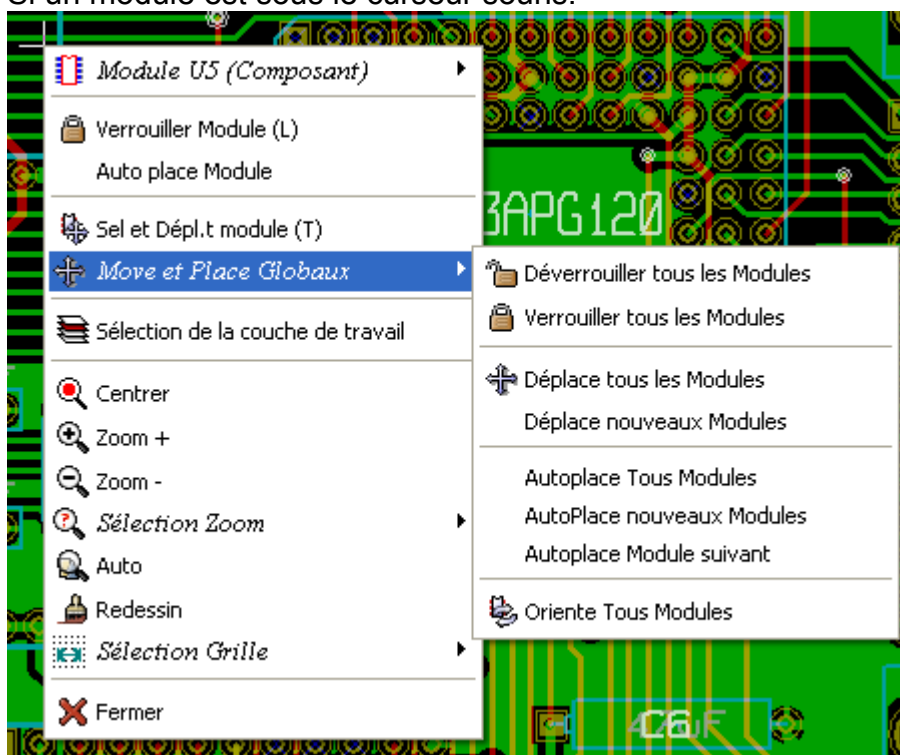 Si un module est sous le curseur souris:
Module U5 (Composant)
Verrouiller Module (L)
Auto place Module
Sel et Dépl.t module (T)
Move et Place Globaux
Sélection de la couche de travail
Centrer
Zoom +
Zoom -
Sélection Zoom
Auto
Redessin
Sélection Grille
Fermer
3APG120
Déverrouiller tous les Modules
Verrouiller tous les Modules
Déplace tous les Modules
Déplace nouveaux Modules
Autoplace Tous Modules
AutoPlace nouveaux Modules
Autoplace Module suivant
Oriente Tous Modules
C6